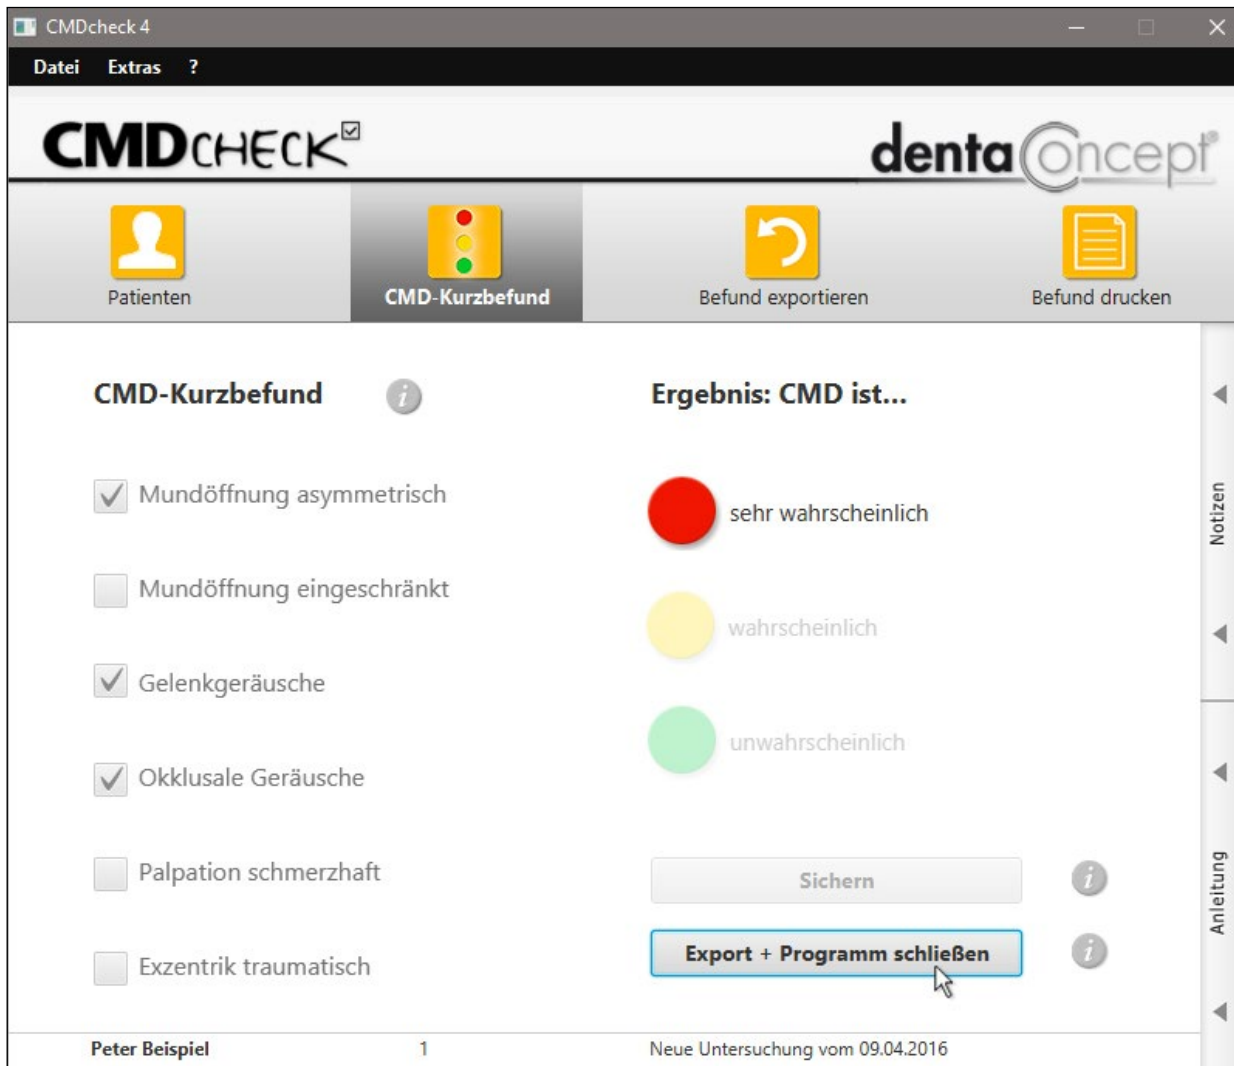 CMDcheck 4
Datei Extras ?
CMDCHECK
dentaConcept®
Patienten
CMD-Kurzbefund
Befund exportieren
Befund drucken
CMD-Kurzbefund
Ergebnis: CMD ist...
Mundöffnung asymmetrisch
sehr wahrscheinlich
Mundöffnung eingeschränkt
wahrscheinlich
Gelenkgeräusche
unwahrscheinlich
Okklusale Geräusche
Palpation schmerzhaft
Sichern
Exzentrik traumatisch
Export + Programm schließen
Notizen
Anleitung
Peter Beispiel 1 Neue Untersuchung vom 09.04.2016